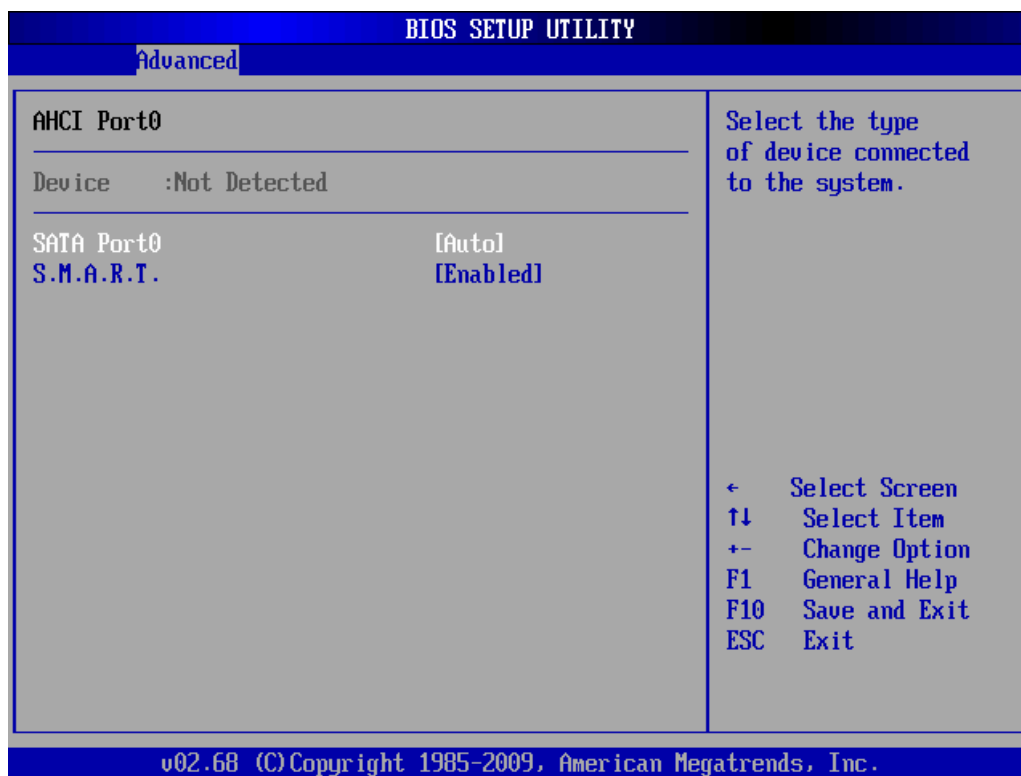 BIOS SETUP UTILITY
Advanced
AHCI Port0
Device :Not Detected
SATA Port0 [Auto]
S.M.A.R.T. [Enabled]
Select the type
of device connected
to the system.
← Select Screen
↑↓ Select Item
+- Change Option
F1 General Help
F10 Save and Exit
ESC Exit
v02.68 (C)Copyright 1985-2009, American Megatrends, Inc.